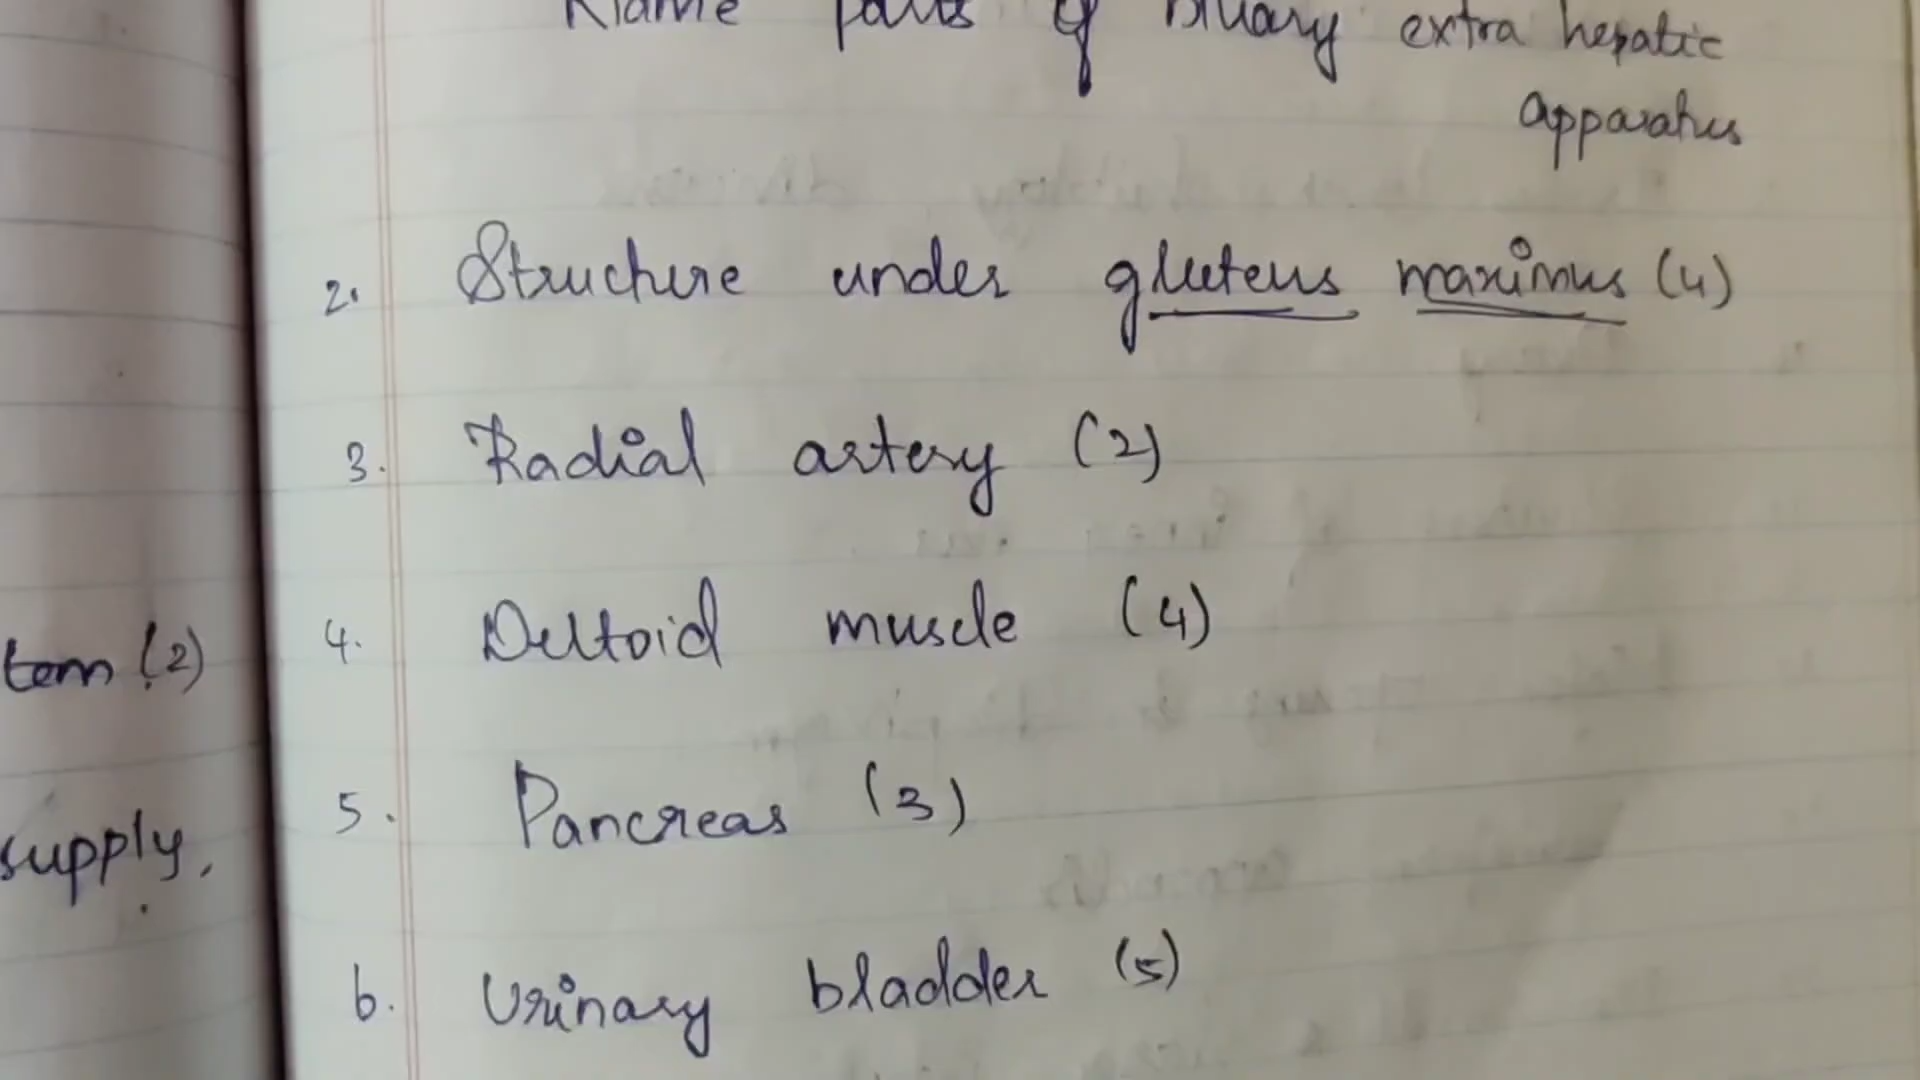 Name parts of biliary extra hepatic
apparatus
2. Structure under gluteus maximus (4)
3. Radial artery (2)
4. Deltoid muscle (4)
5. Pancreas (3)
6. Urinary bladder (5)
tem (2)
supply,